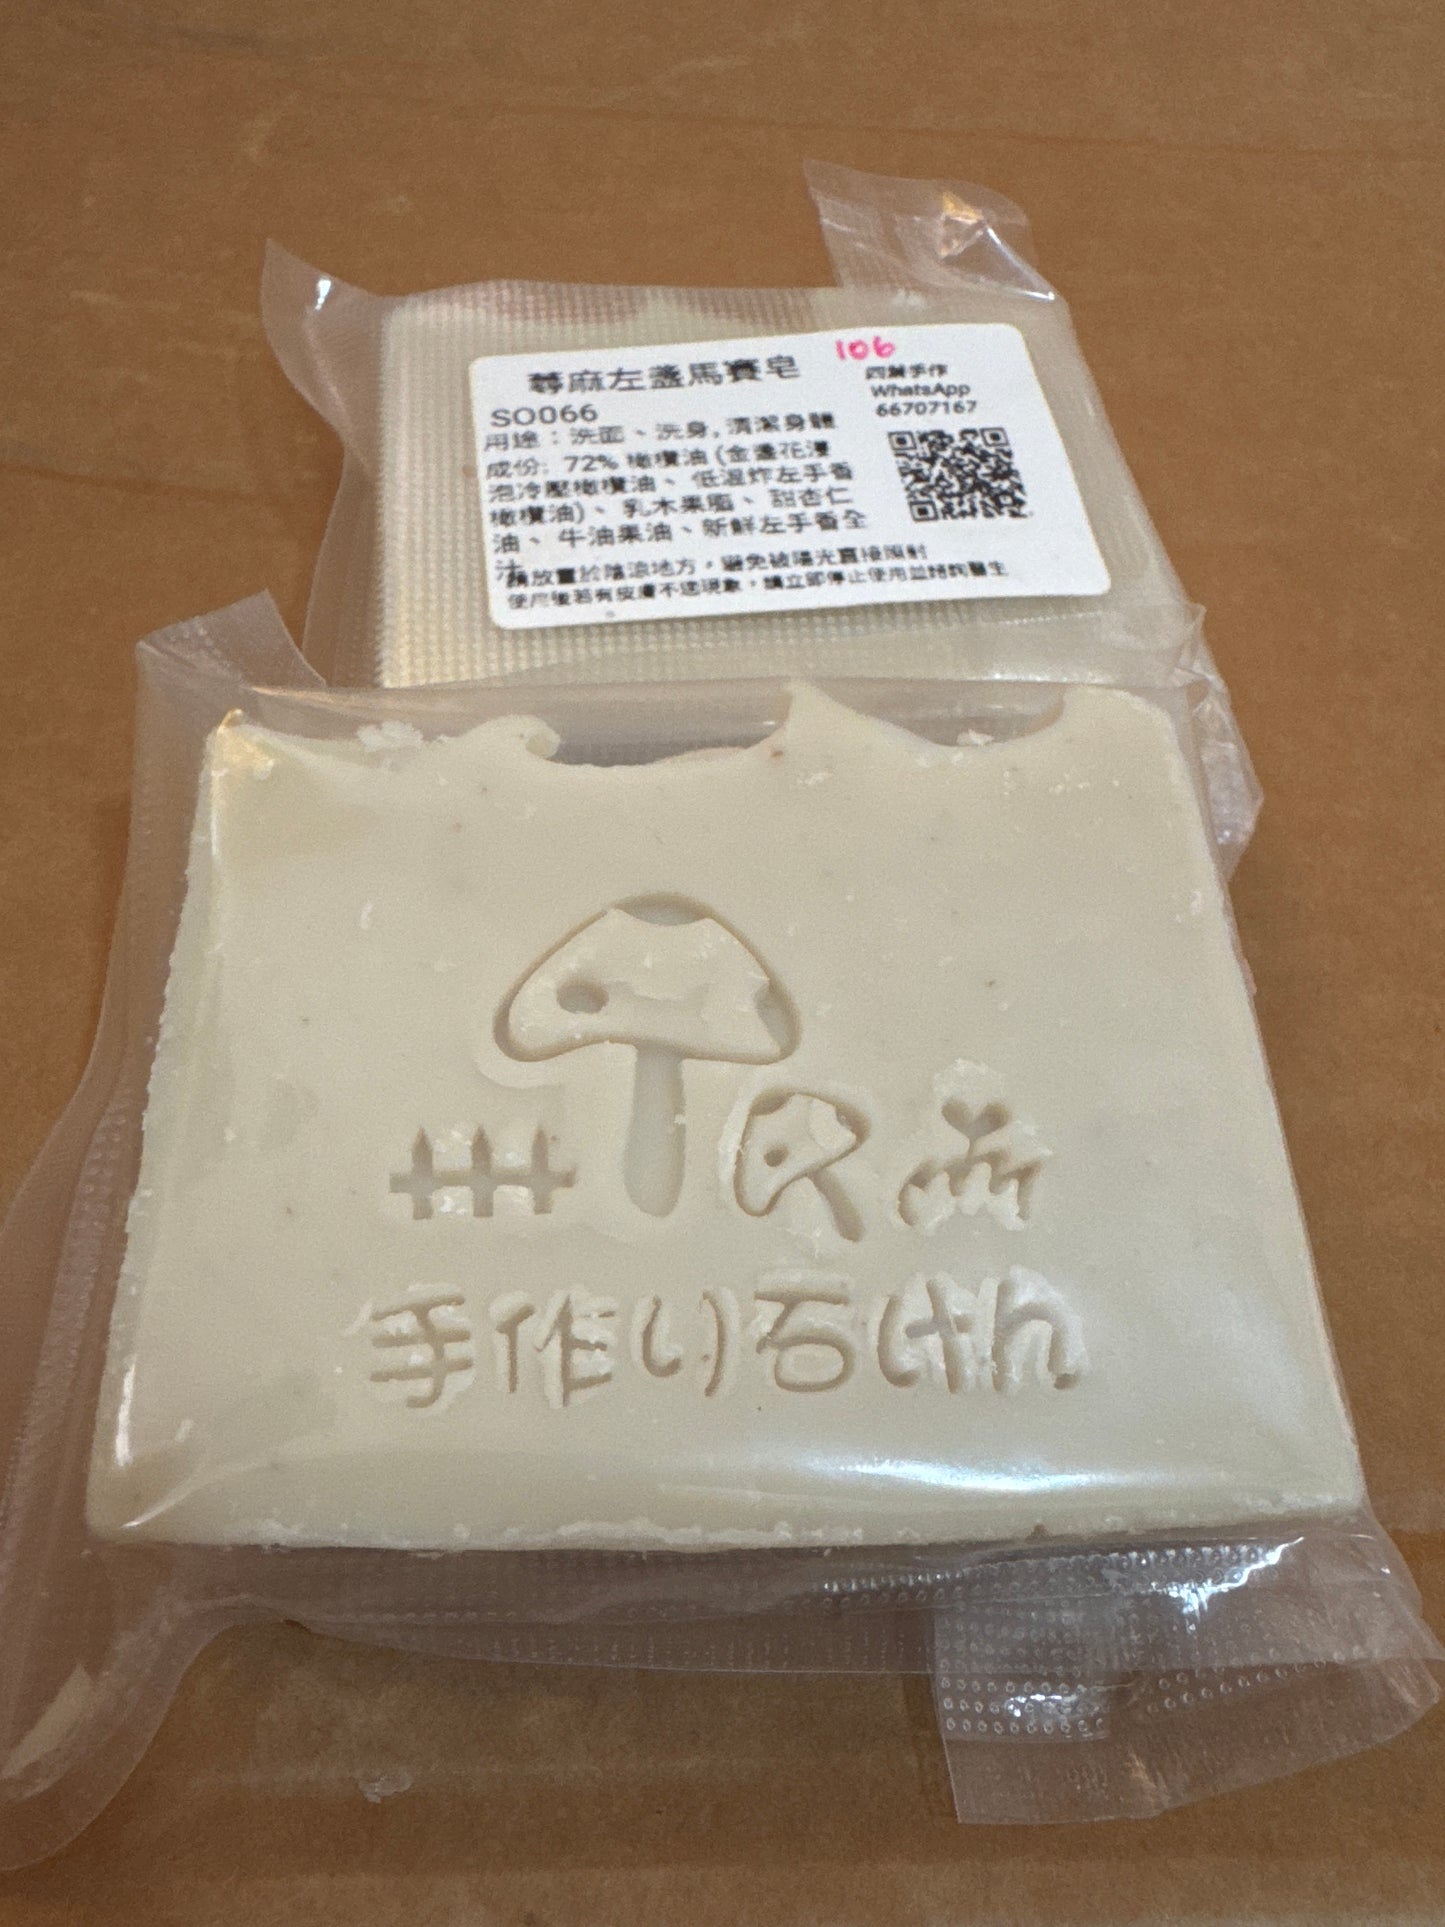 106
蕁麻左盞馬賽皂
四無手作
WhatsApp
66707167
SO066
用途：洗面、洗身, 清潔身體
成份: 72% 橄欖油 (金盞花浸
泡冷壓橄欖油、 低溫炸左手香
橄欖油)、 乳木果脂、 甜杏仁
油、 牛油果油、新鮮左手香全
汁
請放置於陰涼地方，避免被陽光直接照射
使用後若有皮膚不適現象，請立即停止使用並諮詢醫生
手作り石けん